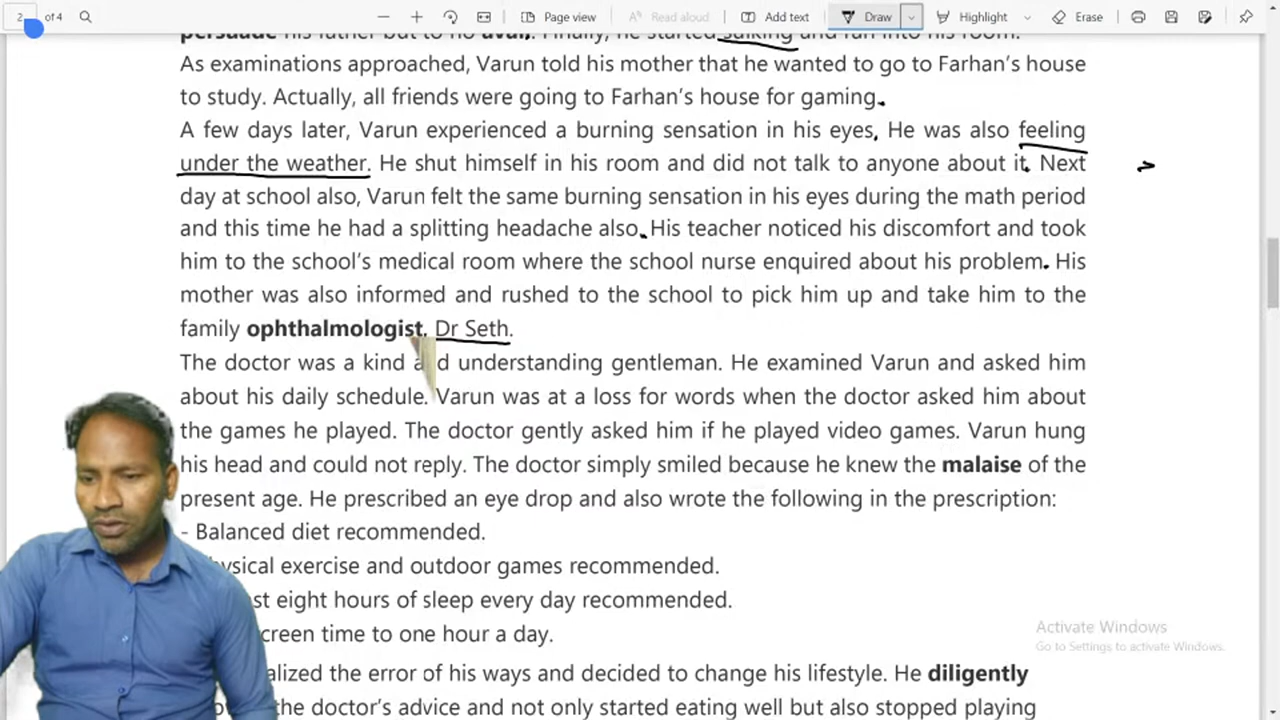 2 of 4 Page view Read aloud Add text Draw Highlight Erase
persuade his father but to no avail. Finally, he started sulking and ran into his room.
As examinations approached, Varun told his mother that he wanted to go to Farhan's house
to study. Actually, all friends were going to Farhan's house for gaming.
A few days later, Varun experienced a burning sensation in his eyes. He was also feeling
under the weather. He shut himself in his room and did not talk to anyone about it. Next
day at school also, Varun felt the same burning sensation in his eyes during the math period
and this time he had a splitting headache also. His teacher noticed his discomfort and took
him to the school's medical room where the school nurse enquired about his problem. His
mother was also informed and rushed to the school to pick him up and take him to the
family ophthalmologist, Dr Seth.
The doctor was a kind and understanding gentleman. He examined Varun and asked him
about his daily schedule. Varun was at a loss for words when the doctor asked him about
the games he played. The doctor gently asked him if he played video games. Varun hung
his head and could not reply. The doctor simply smiled because he knew the malaise of the
present age. He prescribed an eye drop and also wrote the following in the prescription:
- Balanced diet recommended.
hysical exercise and outdoor games recommended.
st eight hours of sleep every day recommended.
creen time to one hour a day.
Activate Windows
Go to Settings to activate Windows.
alized the error of his ways and decided to change his lifestyle. He diligently
the doctor's advice and not only started eating well but also stopped playing